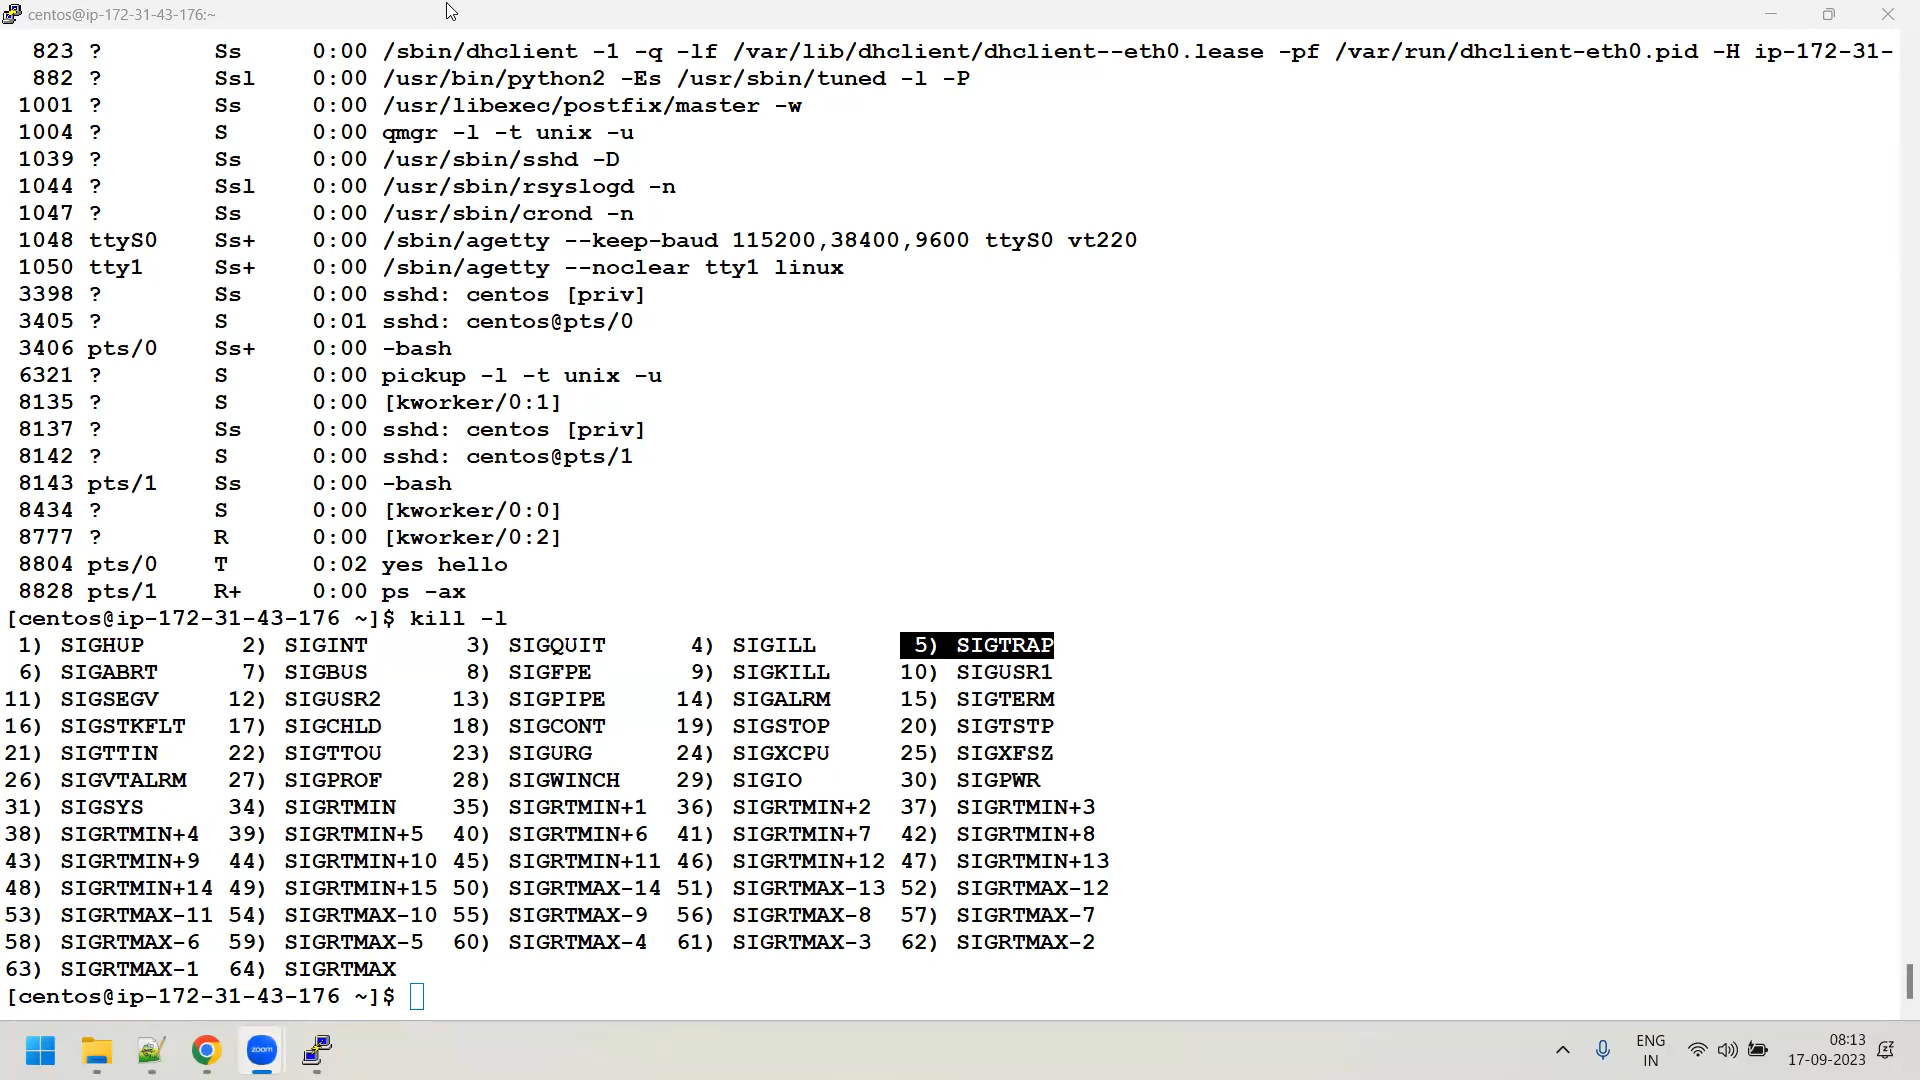 centos@ip-172-31-43-176:~
823 ? Ss 0:00 /sbin/dhclient -1 -q -lf /var/lib/dhclient/dhclient--eth0.lease -pf /var/run/dhclient-eth0.pid -H ip-172-31-
882 ? Ssl 0:00 /usr/bin/python2 -Es /usr/sbin/tuned -l -P
1001 ? Ss 0:00 /usr/libexec/postfix/master -w
1004 ? S 0:00 qmgr -l -t unix -u
1039 ? Ss 0:00 /usr/sbin/sshd -D
1044 ? Ssl 0:00 /usr/sbin/rsyslogd -n
1047 ? Ss 0:00 /usr/sbin/crond -n
1048 ttyS0 Ss+ 0:00 /sbin/agetty --keep-baud 115200,38400,9600 ttyS0 vt220
1050 tty1 Ss+ 0:00 /sbin/agetty --noclear tty1 linux
3398 ? Ss 0:00 sshd: centos [priv]
3405 ? S 0:01 sshd: centos@pts/0
3406 pts/0 Ss+ 0:00 -bash
6321 ? S 0:00 pickup -l -t unix -u
8135 ? S 0:00 [kworker/0:1]
8137 ? Ss 0:00 sshd: centos [priv]
8142 ? S 0:00 sshd: centos@pts/1
8143 pts/1 Ss 0:00 -bash
8434 ? S 0:00 [kworker/0:0]
8777 ? R 0:00 [kworker/0:2]
8804 pts/0 T 0:02 yes hello
8828 pts/1 R+ 0:00 ps -ax
[centos@ip-172-31-43-176 ~]$ kill -l
1) SIGHUP 2) SIGINT 3) SIGQUIT 4) SIGILL 5) SIGTRAP
6) SIGABRT 7) SIGBUS 8) SIGFPE 9) SIGKILL 10) SIGUSR1
11) SIGSEGV 12) SIGUSR2 13) SIGPIPE 14) SIGALRM 15) SIGTERM
16) SIGSTKFLT 17) SIGCHLD 18) SIGCONT 19) SIGSTOP 20) SIGTSTP
21) SIGTTIN 22) SIGTTOU 23) SIGURG 24) SIGXCPU 25) SIGXFSZ
26) SIGVTALRM 27) SIGPROF 28) SIGWINCH 29) SIGIO 30) SIGPWR
31) SIGSYS 34) SIGRTMIN 35) SIGRTMIN+1 36) SIGRTMIN+2 37) SIGRTMIN+3
38) SIGRTMIN+4 39) SIGRTMIN+5 40) SIGRTMIN+6 41) SIGRTMIN+7 42) SIGRTMIN+8
43) SIGRTMIN+9 44) SIGRTMIN+10 45) SIGRTMIN+11 46) SIGRTMIN+12 47) SIGRTMIN+13
48) SIGRTMIN+14 49) SIGRTMIN+15 50) SIGRTMAX-14 51) SIGRTMAX-13 52) SIGRTMAX-12
53) SIGRTMAX-11 54) SIGRTMAX-10 55) SIGRTMAX-9 56) SIGRTMAX-8 57) SIGRTMAX-7
58) SIGRTMAX-6 59) SIGRTMAX-5 60) SIGRTMAX-4 61) SIGRTMAX-3 62) SIGRTMAX-2
63) SIGRTMAX-1 64) SIGRTMAX
[centos@ip-172-31-43-176 ~]$
zoom
ENG
IN
08:13
17-09-2023